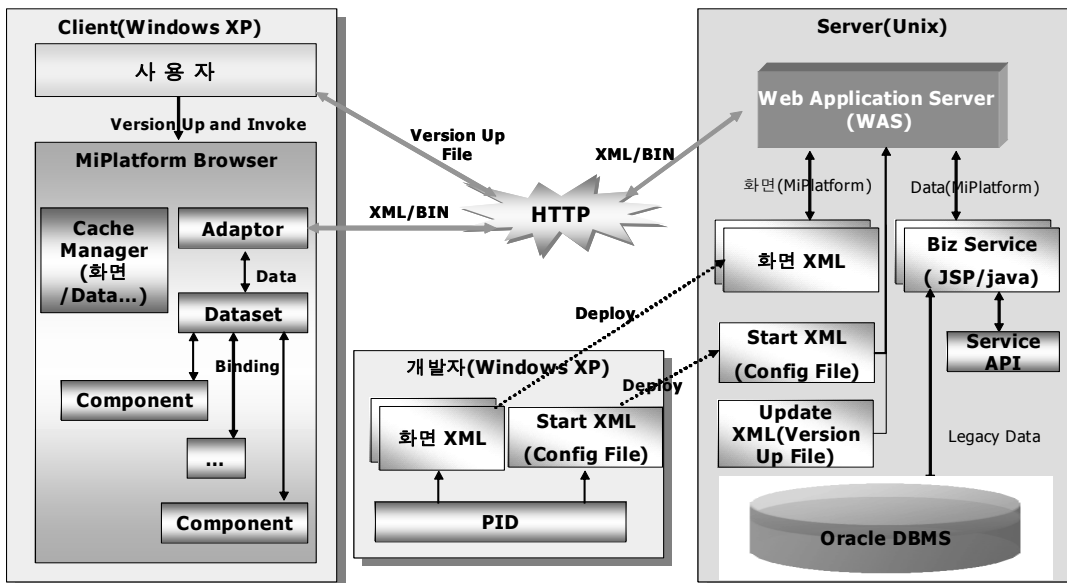 Client(Windows XP)
사 용 자
Version Up and Invoke
MiPlatform Browser
Cache
Manager
(화면
/Data...)
Adaptor
Data
Dataset
Binding
Component
...
Component
Version Up
File
XML/BIN
HTTP
XML/BIN
Deploy
Deploy
개발자(Windows XP)
화면 XML
Start XML
(Config File)
PID
Server(Unix)
Web Application Server
(WAS)
화면(MiPlatform)
Data(MiPlatform)
화면 XML
Biz Service
( JSP/java)
Start XML
(Config File)
Service
API
Update
XML(Version
Up File)
Legacy Data
Oracle DBMS